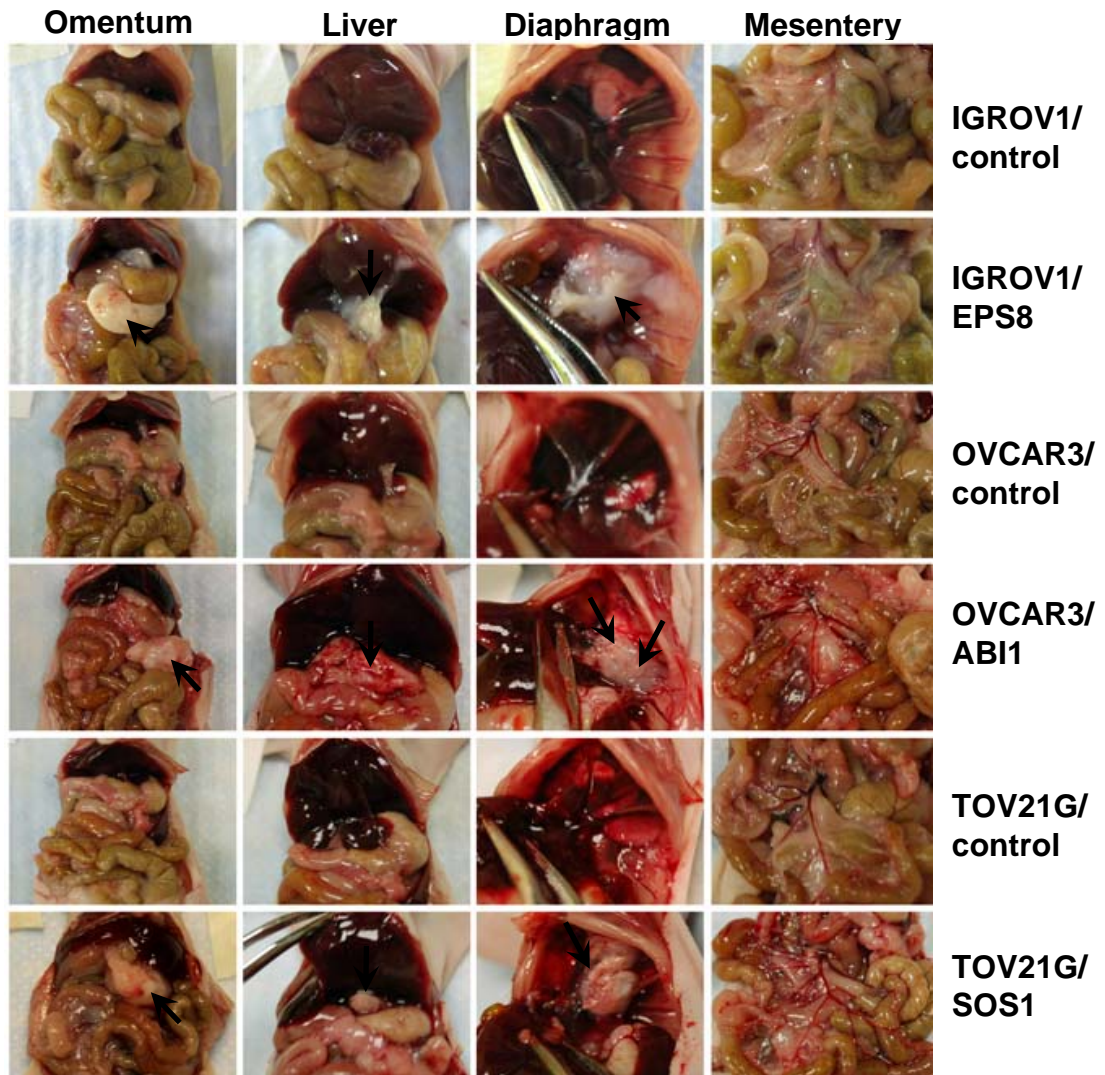 Omentum Liver Diaphragm Mesentery
IGROV1/
control
IGROV1/
EPS8
OVCAR3/
control
OVCAR3/
ABI1
TOV21G/
control
TOV21G/
SOS1